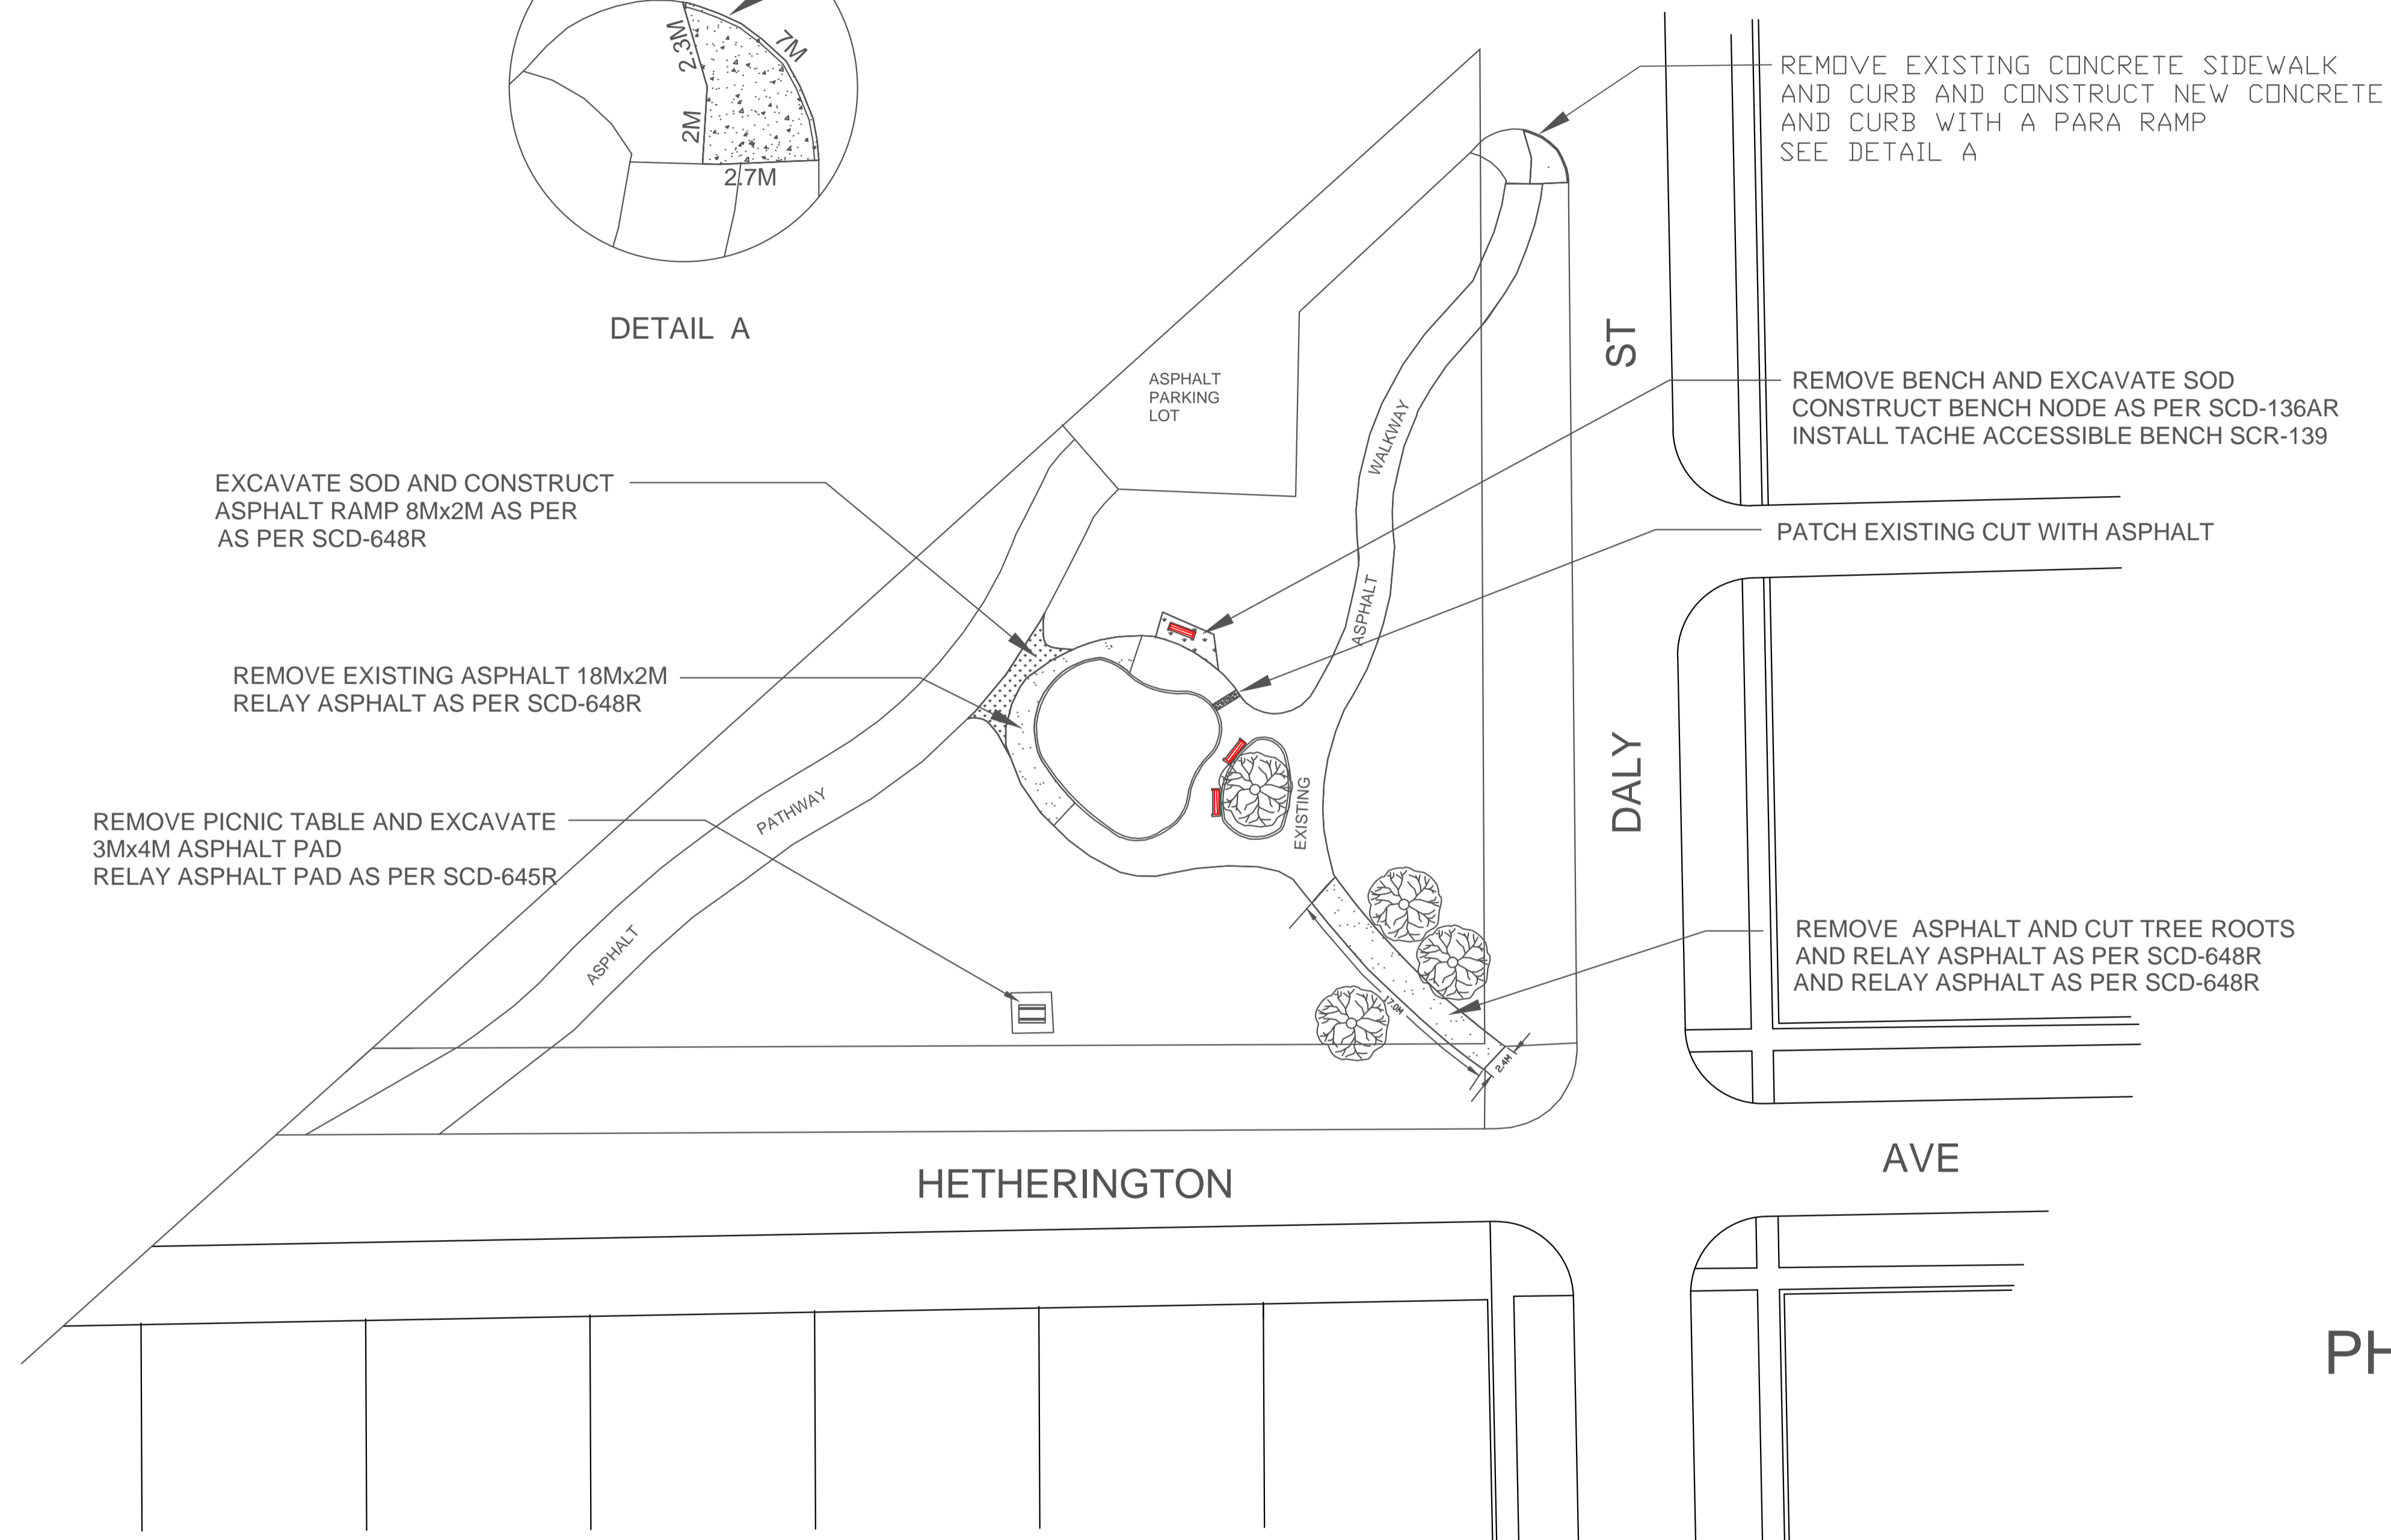 2.3M
7M
2M
2.7M
DETAIL A
REMOVE EXISTING CONCRETE SIDEWALK
AND CURB AND CONSTRUCT NEW CONCRETE
AND CURB WITH A PARA RAMP
SEE DETAIL A
ST
ASPHALT
PARKING
LOT
REMOVE BENCH AND EXCAVATE SOD
CONSTRUCT BENCH NODE AS PER SCD-136AR
INSTALL TACHE ACCESSIBLE BENCH SCR-139
WALKWAY
EXCAVATE SOD AND CONSTRUCT
ASPHALT RAMP 8Mx2M AS PER
AS PER SCD-648R
PATCH EXISTING CUT WITH ASPHALT
ASPHALT
REMOVE EXISTING ASPHALT 18Mx2M
RELAY ASPHALT AS PER SCD-648R
DALY
EXISTING
PATHWAY
REMOVE PICNIC TABLE AND EXCAVATE
3Mx4M ASPHALT PAD
RELAY ASPHALT PAD AS PER SCD-645R
ASPHALT
REMOVE ASPHALT AND CUT TREE ROOTS
AND RELAY ASPHALT AS PER SCD-648R
AND RELAY ASPHALT AS PER SCD-648R
17.0M
2.4M
HETHERINGTON
AVE
PH